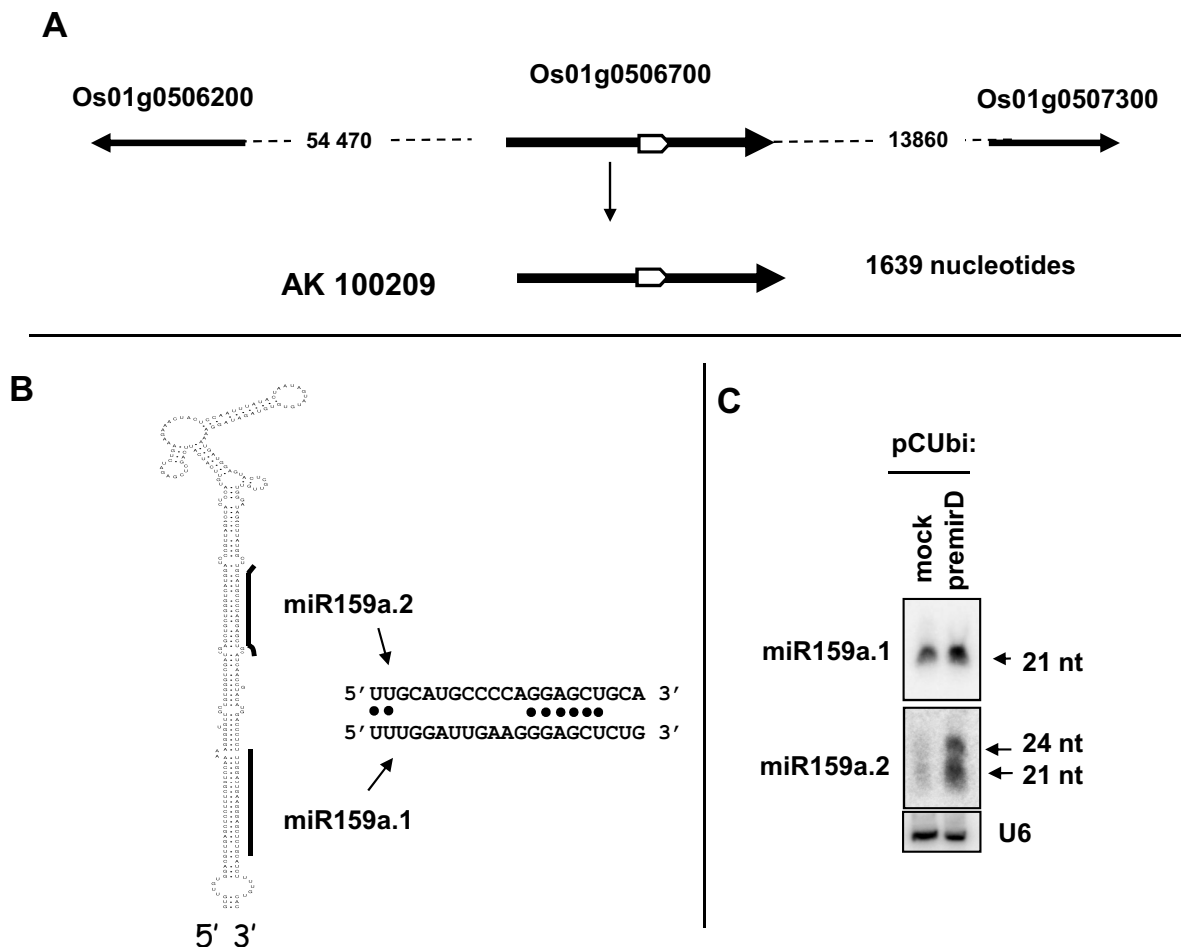 A
Os01g0506700
Os01g0506200
Os01g0507300
54 470
13860
AK 100209
1639 nucleotides
B
miR159a.2
5’UUGCAUGCCCCAGGAGCUGCA 3’
5’UUUGGAUUGAAGGGAGCUCUG 3’
miR159a.1
5’ 3’
C
pCUbi:
mock
premirD
miR159a.1
21 nt
miR159a.2
24 nt
21 nt
U6